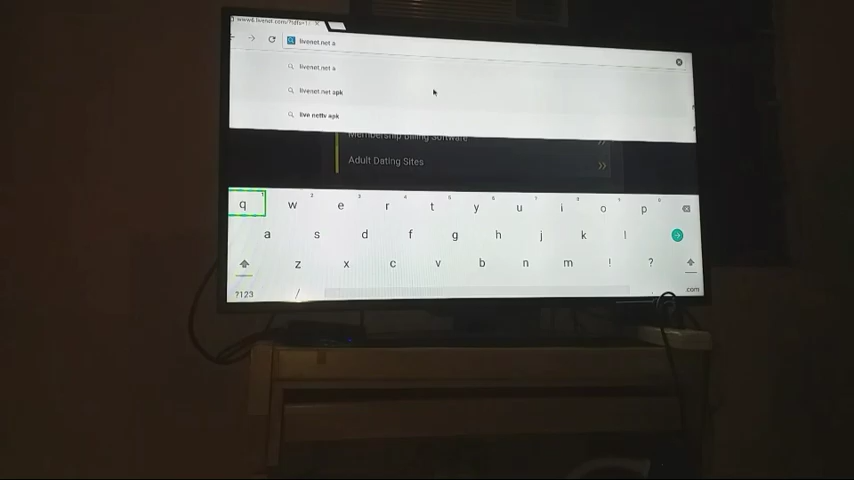 livenet.net a
livenet.net a
livenet.net apk
live nettv apk
Membership Billing Software
Adult Dating Sites
q w e r t y u i o p
a s d f g h j k l
z x c v b n m ! ?
?123 / . com